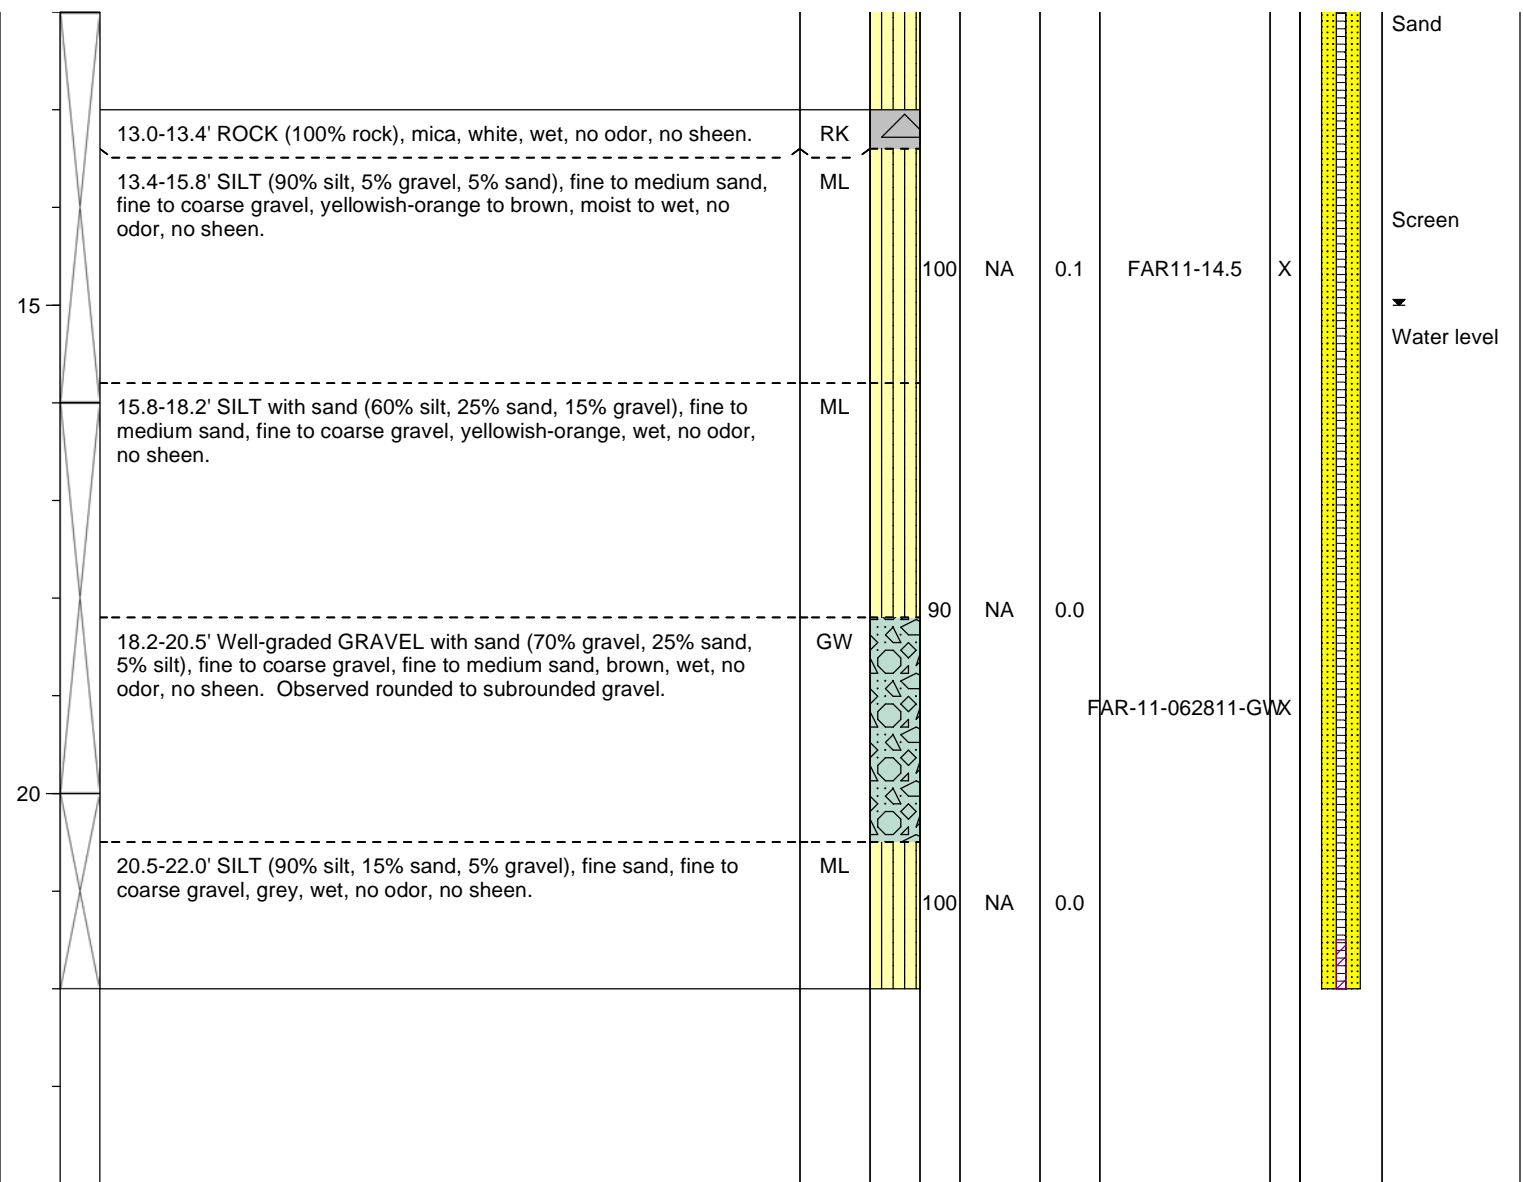 Sand
13.0-13.4' ROCK (100% rock), mica, white, wet, no odor, no sheen.
RK
13.4-15.8' SILT (90% silt, 5% gravel, 5% sand), fine to medium sand,
fine to coarse gravel, yellowish-orange to brown, moist to wet, no
odor, no sheen.
ML
Screen
100 NA 0.1 FAR11-14.5 X
15
Water level
15.8-18.2' SILT with sand (60% silt, 25% sand, 15% gravel), fine to
medium sand, fine to coarse gravel, yellowish-orange, wet, no odor,
no sheen.
ML
90 NA 0.0
18.2-20.5' Well-graded GRAVEL with sand (70% gravel, 25% sand,
5% silt), fine to coarse gravel, fine to medium sand, brown, wet, no
odor, no sheen.  Observed rounded to subrounded gravel.
GW
FAR-11-062811-GW X
20
20.5-22.0' SILT (90% silt, 15% sand, 5% gravel), fine sand, fine to
coarse gravel, grey, wet, no odor, no sheen.
ML
100 NA 0.0